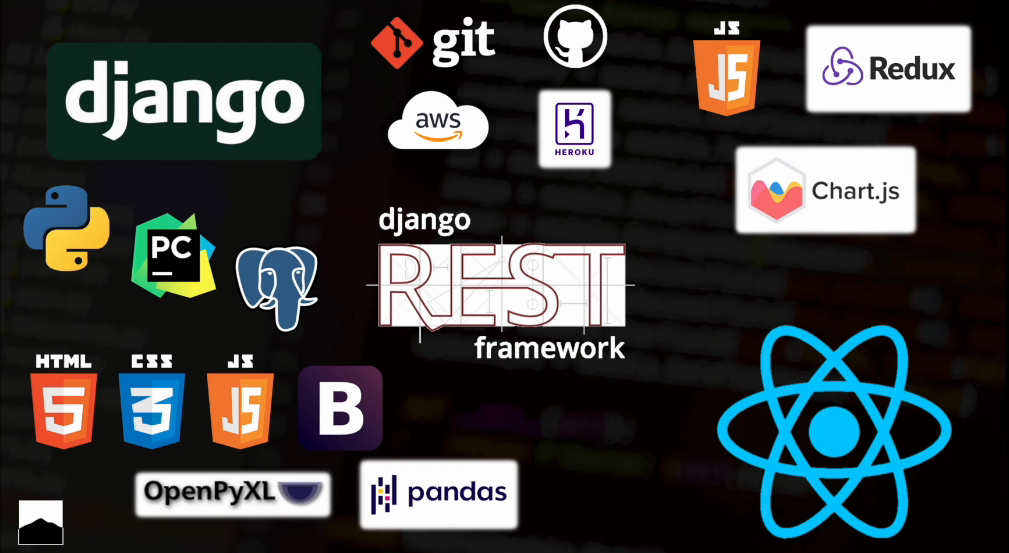 django
git
JS
JS
Redux
aws
HEROKU
Chart.js
PC
django
REST
framework
HTML
5
CSS
3
JS
JS
B
OpenPyXL
pandas